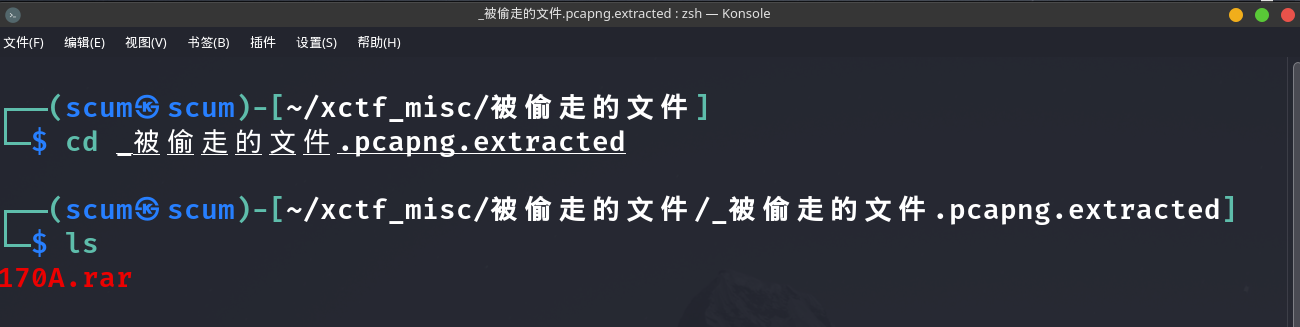 _被偷走的文件.pcapng.extracted : zsh — Konsole
文件(F) 编辑(E) 视图(V) 书签(B) 插件 设置(S) 帮助(H)
┌──(scum㉿scum)-[~/xctf_misc/被偷走的文件]
└─$ cd _被偷走的文件.pcapng.extracted
┌──(scum㉿scum)-[~/xctf_misc/被偷走的文件/_被偷走的文件.pcapng.extracted]
└─$ ls
170A.rar